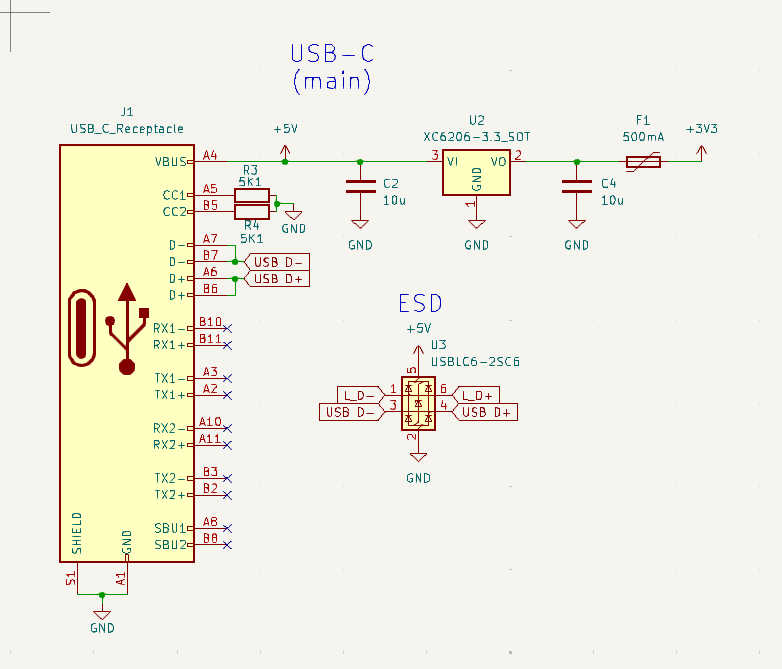 USB-C
(main)
J1
USB_C_Receptacle
VBUS
A4
+5V
CC1
A5
CC2
B5
R3
5K1
R4
5K1
GND
D-
A7
D-
B7
USB D-
D+
A6
USB D+
D+
B6
RX1-
B10
RX1+
B11
TX1-
A3
TX1+
A2
RX2-
A10
RX2+
A11
TX2-
B3
TX2+
B2
SBU1
A8
SBU2
B8
SHIELD
GND
S1
A1
GND
C2
10u
GND
U2
XC6206-3.3_SOT
3
VI
VO
2
GND
1
GND
C4
10u
GND
F1
500mA
+3V3
ESD
+5V
U3
USBLC6-2SC6
5
L_D-
1
6
L_D+
USB D-
3
4
USB D+
2
GND